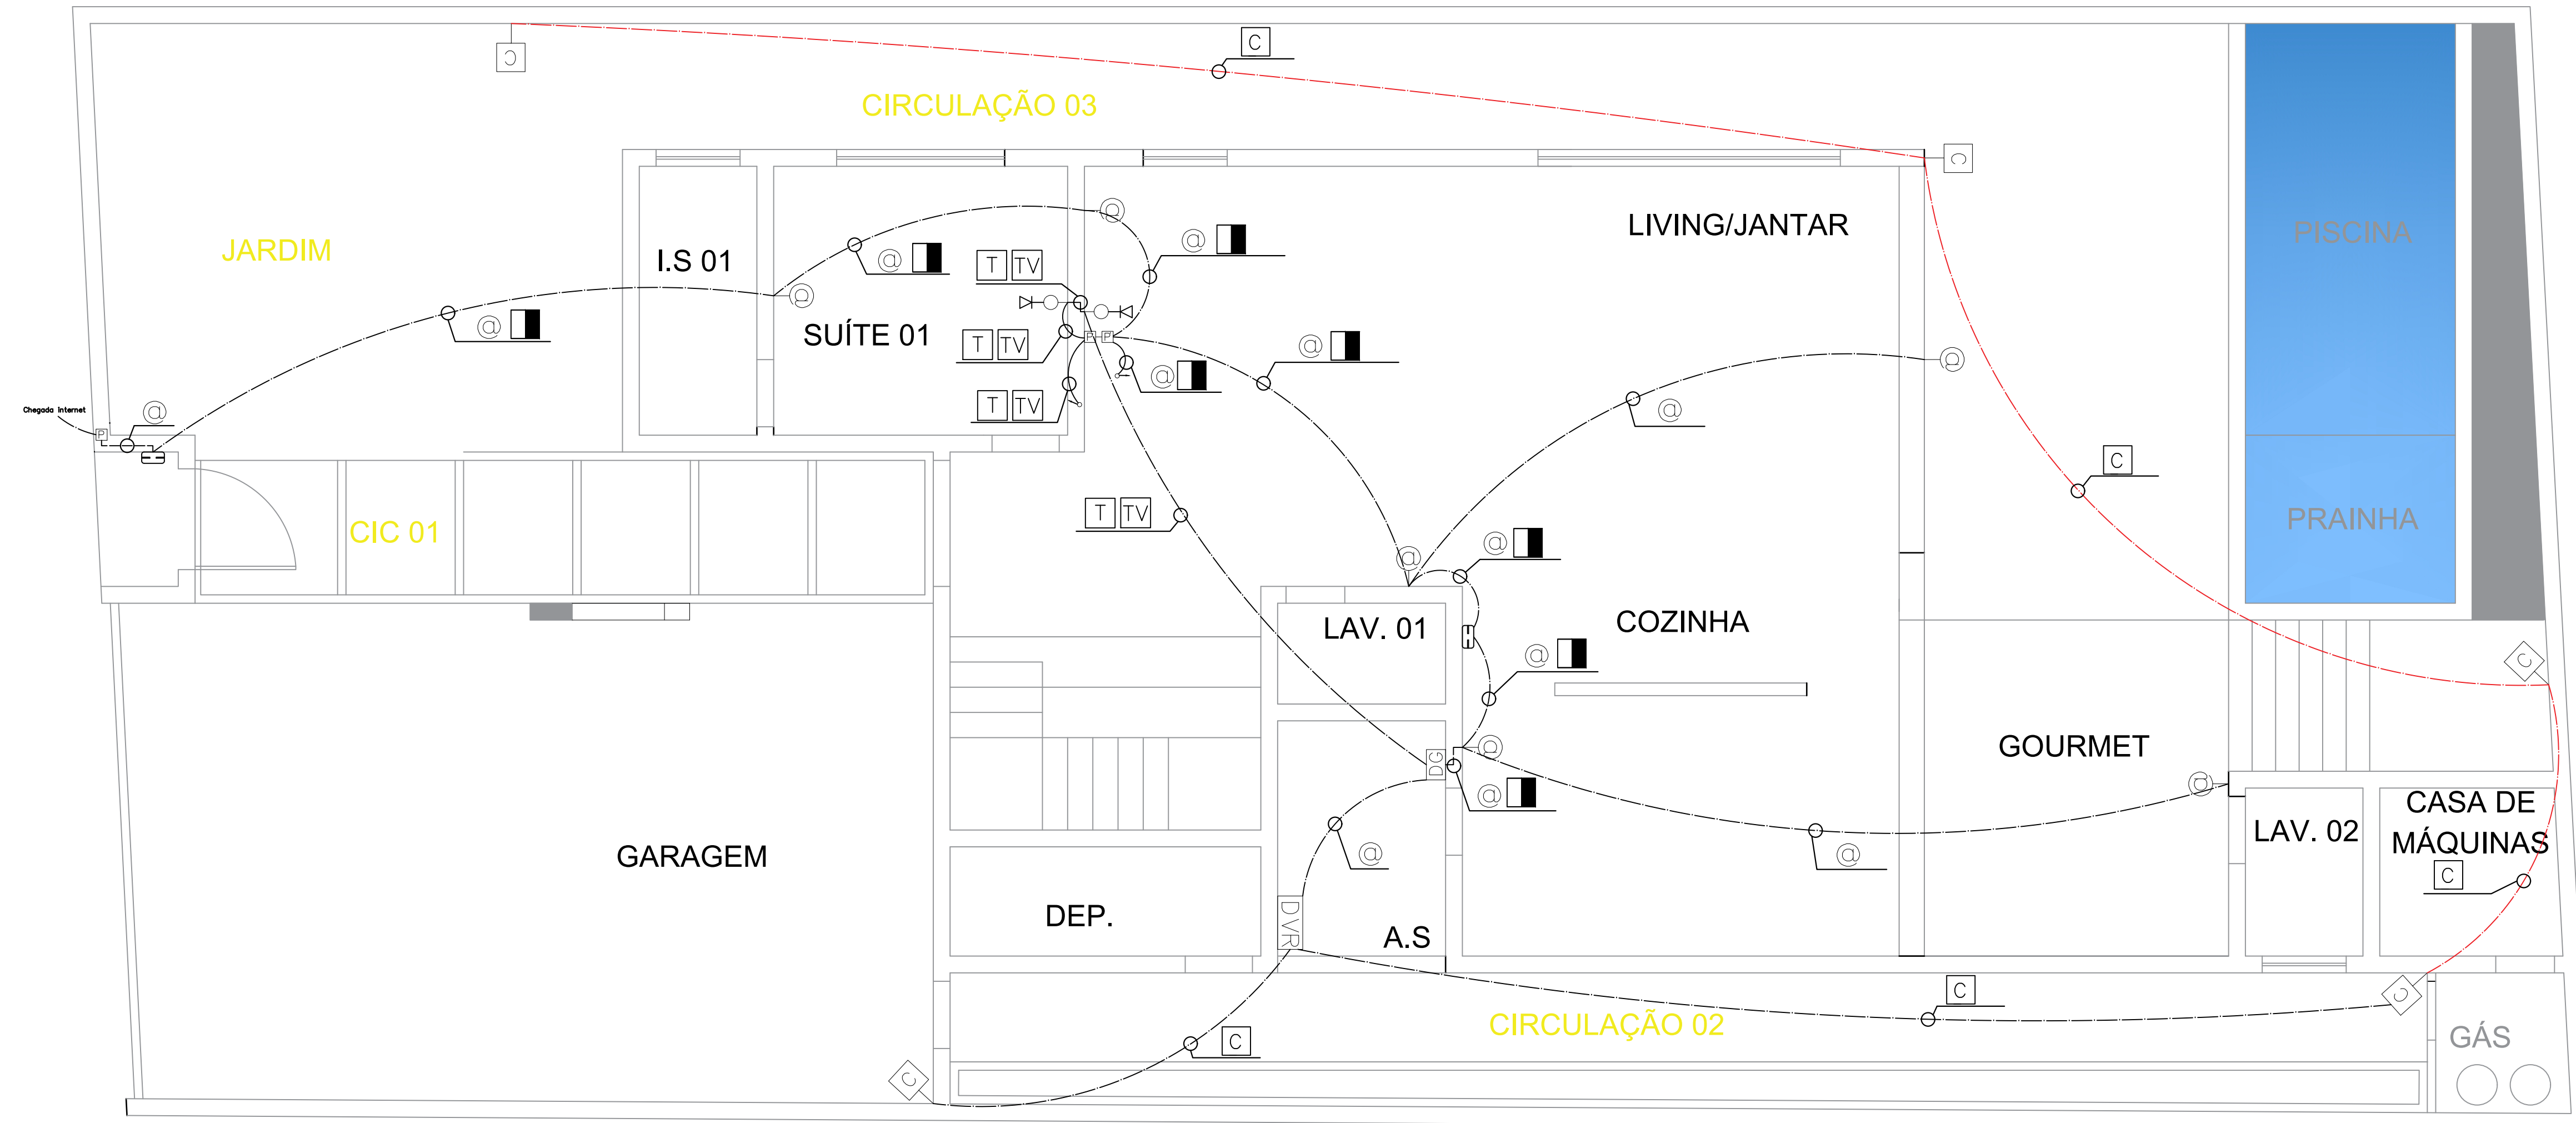 C
C
CIRCULAÇÃO 03
C
LIVING/JANTAR
PISCINA
JARDIM
I.S 01
@
@
@
T TV
@
@
SUÍTE 01
@
T TV
P P
@
@
@
T TV
@
Chegada Internet
@
P
H
C
T TV
PRAINHA
CIC 01
@
@
LAV. 01
COZINHA
H
@
C
GOURMET
@
DG
@
@
CASA DE
MÁQUINAS
LAV. 02
GARAGEM
@
@
C
DEP.
DVR
A.S
C
C
CIRCULAÇÃO 02
GÁS
C
C